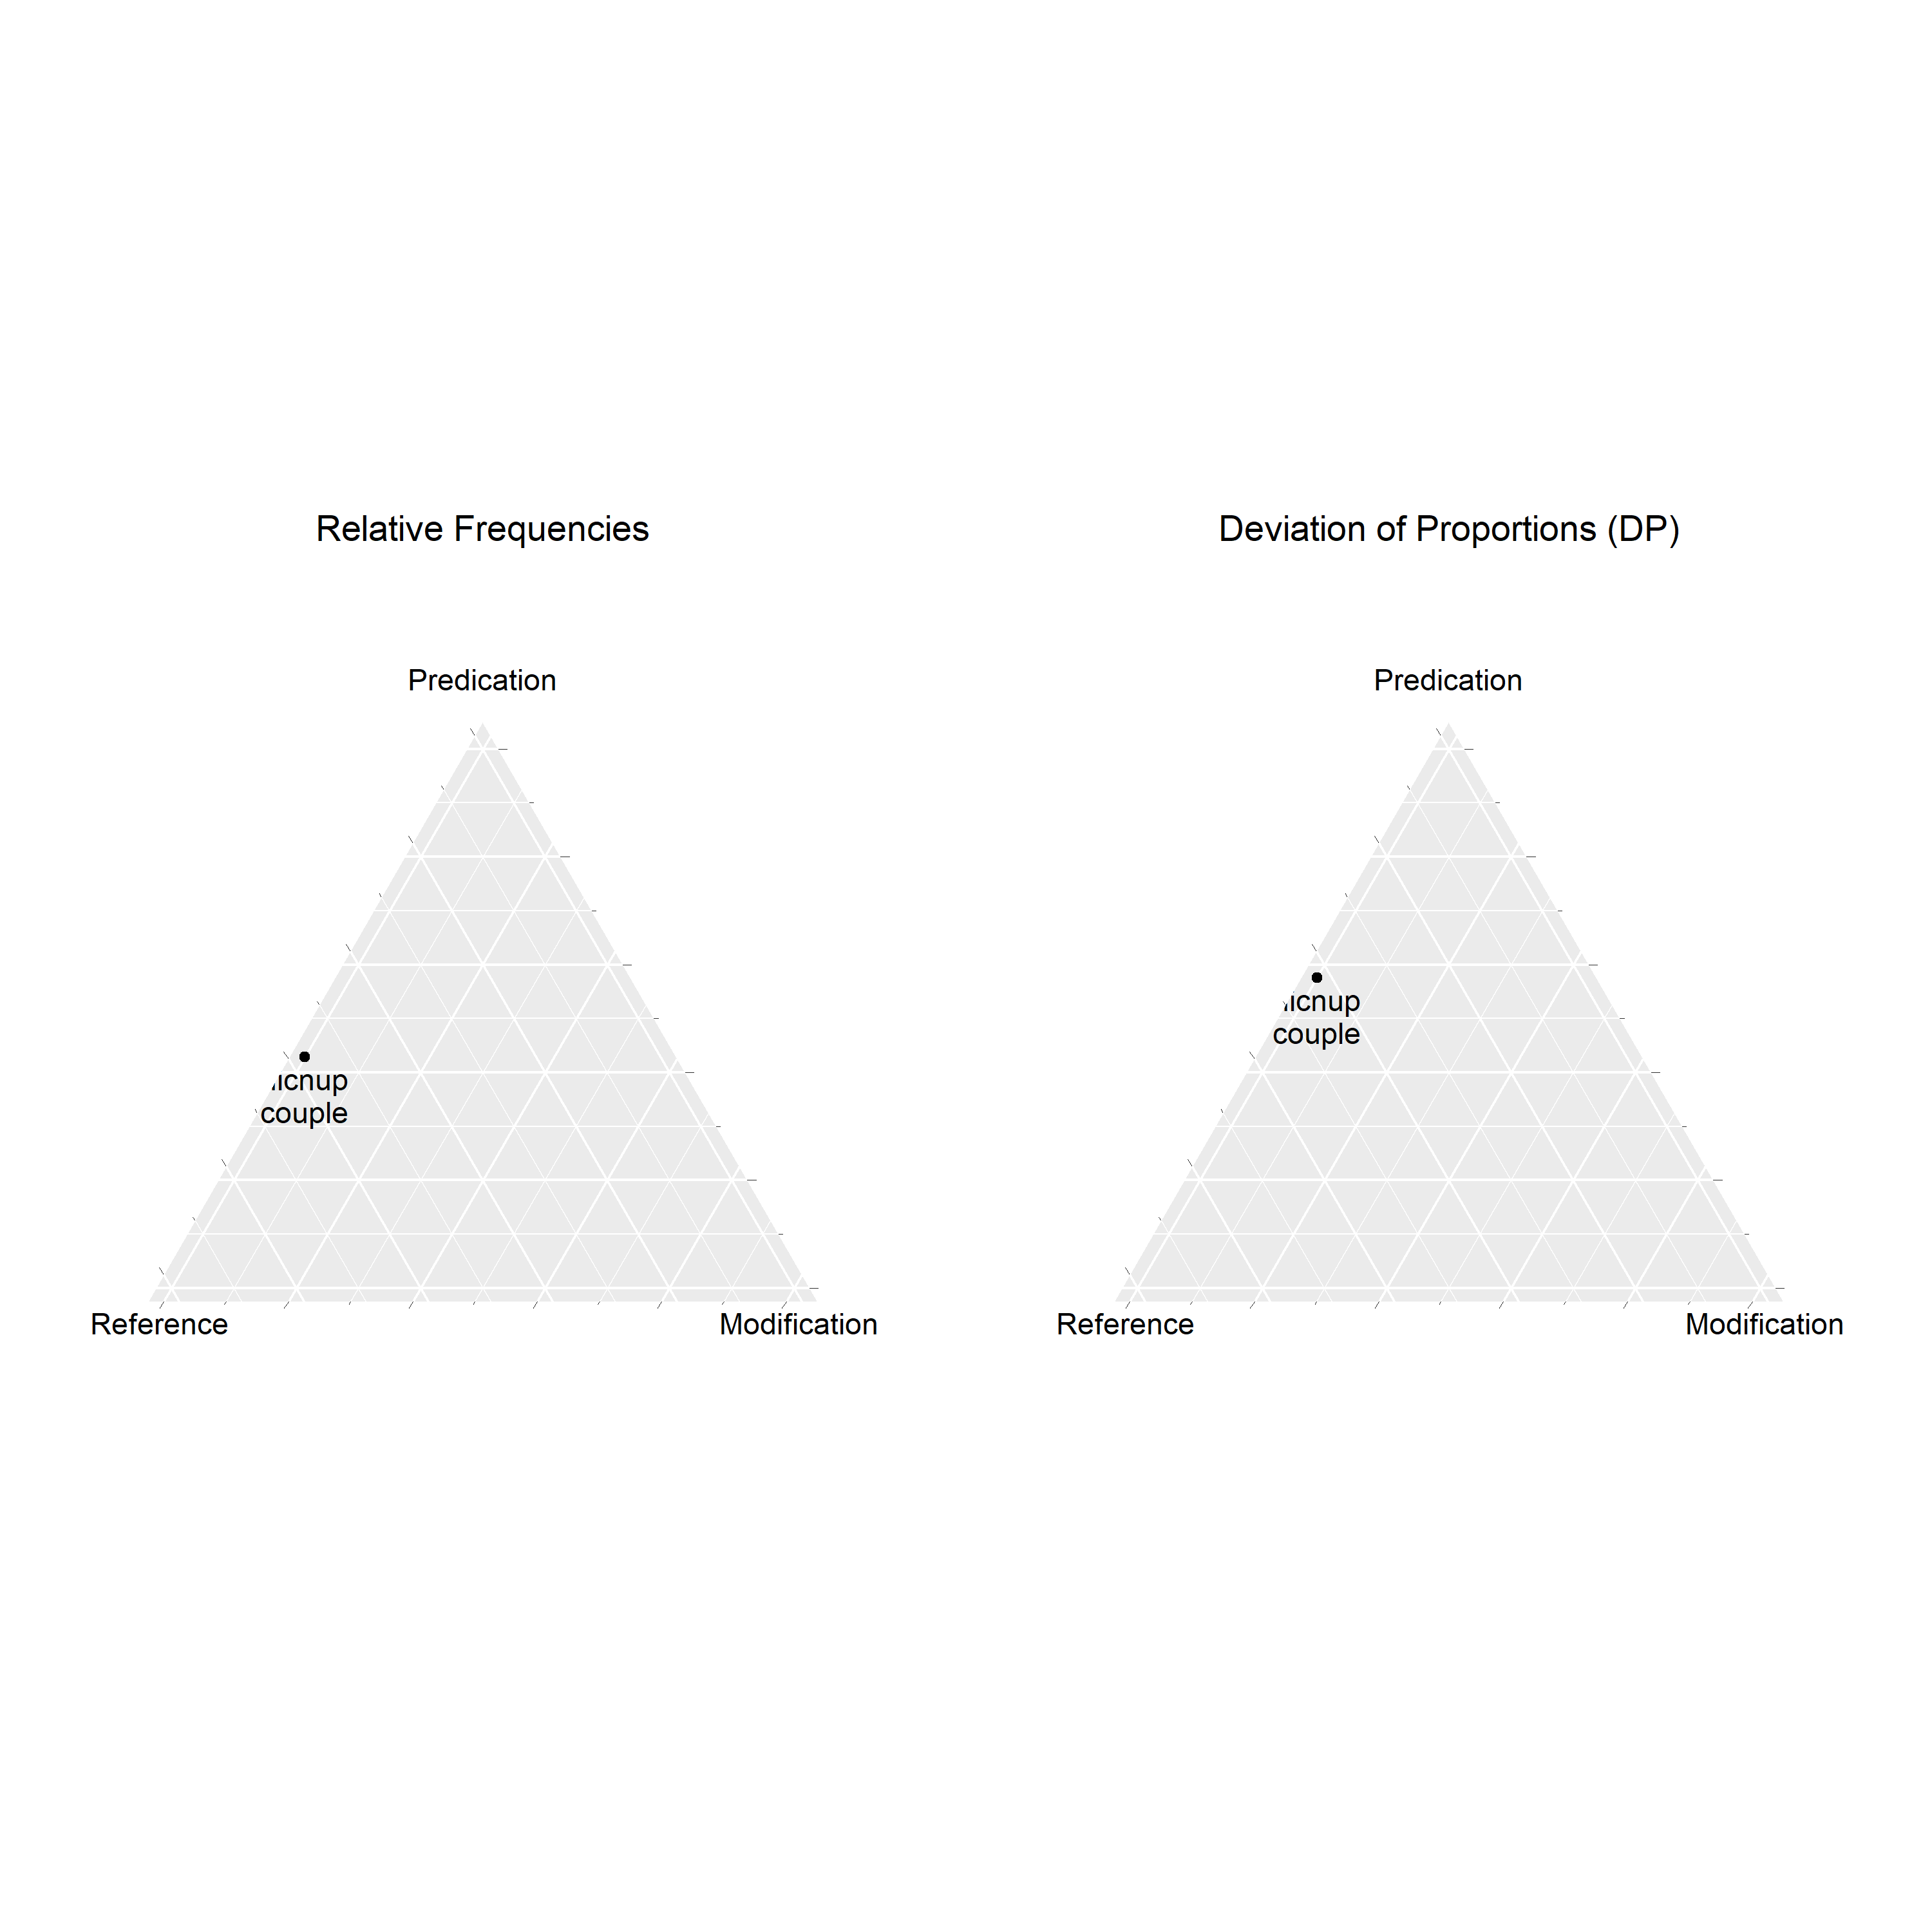 Relative Frequencies
Predication
couple
Reference
Modification
Deviation of Proportions (DP)
Predication
couple
Reference
Modification